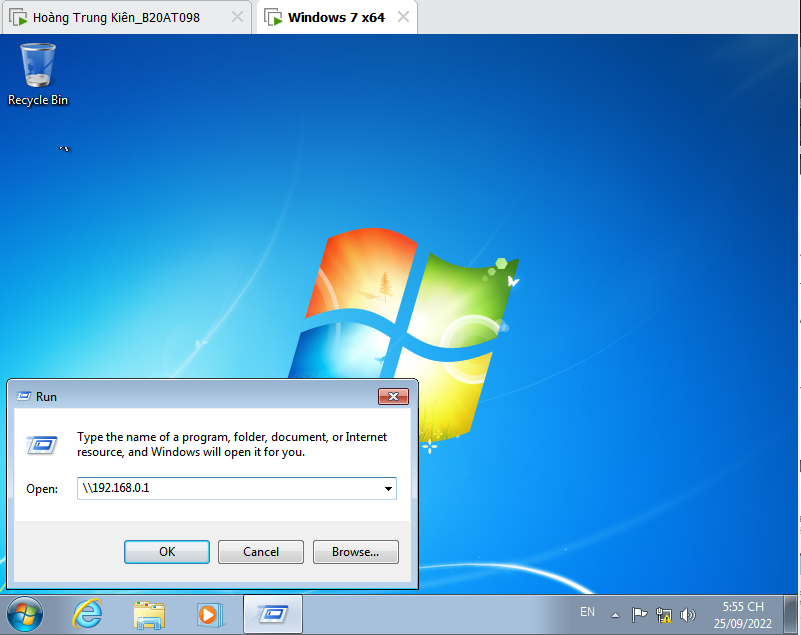 Hoàng Trung Kiên_B20AT098
Windows 7 x64
Recycle Bin
Run
Type the name of a program, folder, document, or Internet
resource, and Windows will open it for you.
Open:
\\192.168.0.1
OK
Cancel
Browse...
EN
5:55 CH
25/09/2022